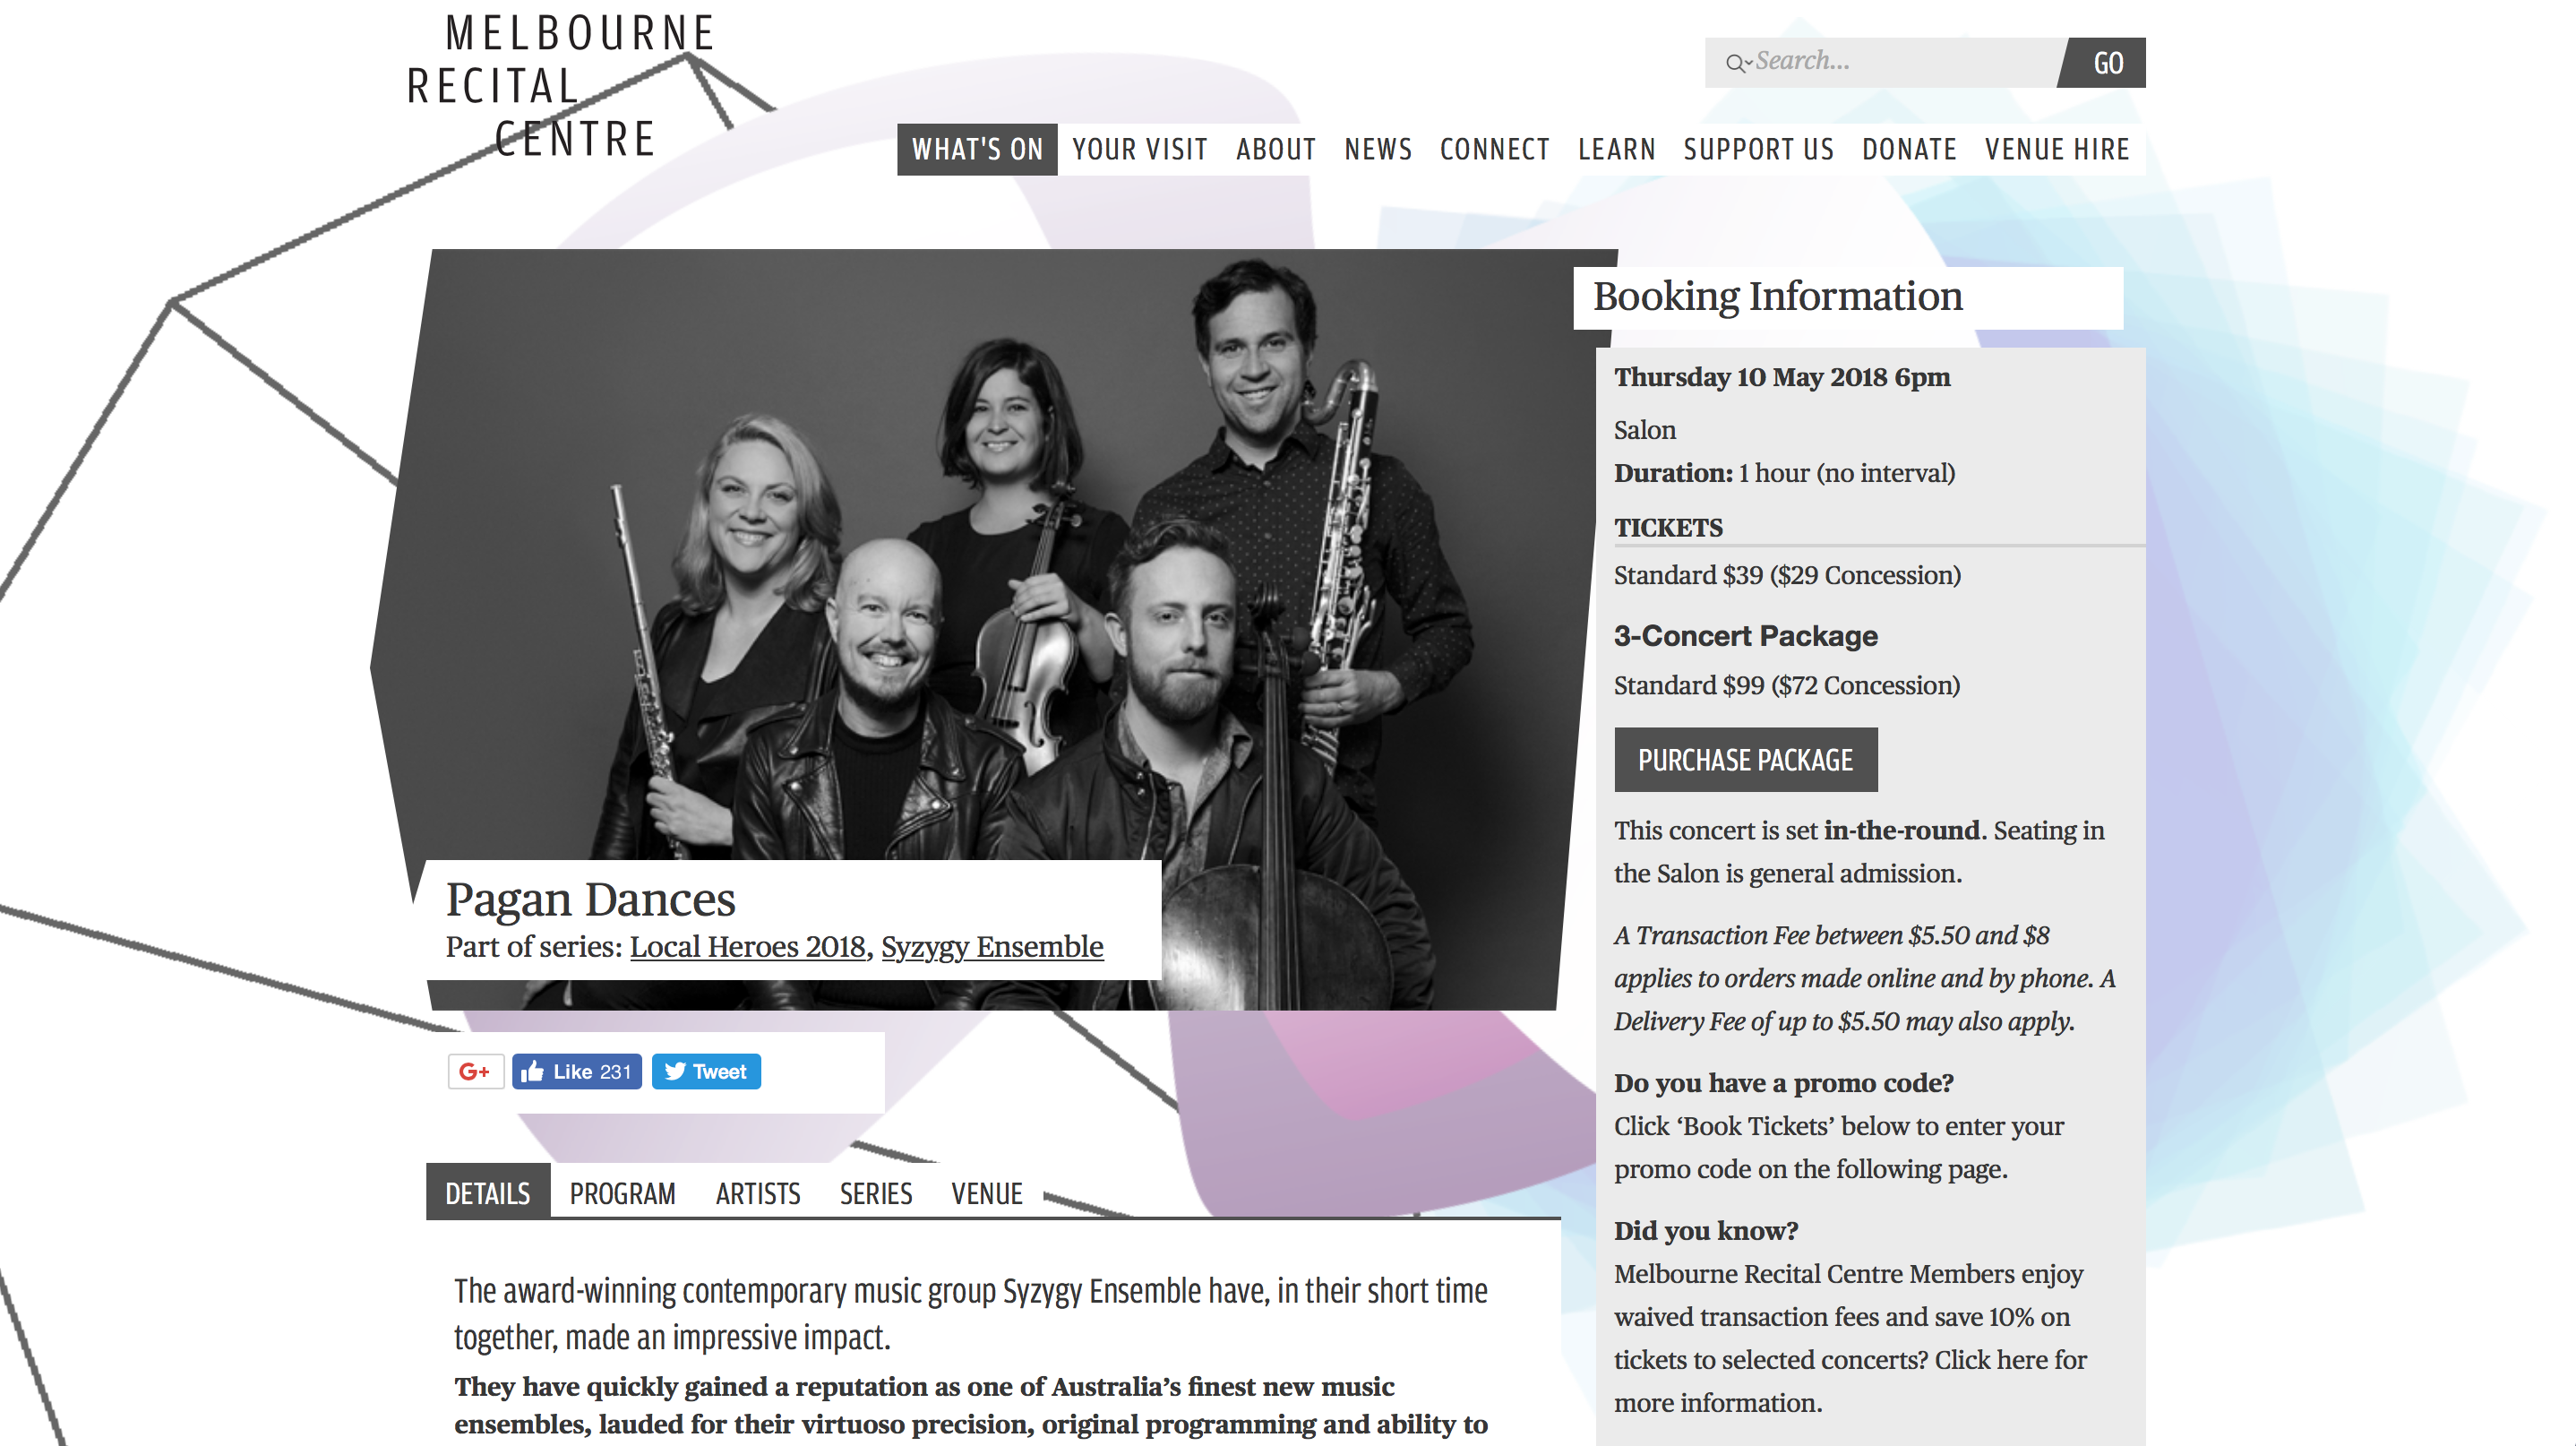 MELBOURNE
RECITAL
CENTRE
Search...
GO
WHAT'S ON YOUR VISIT ABOUT NEWS CONNECT LEARN SUPPORT US DONATE VENUE HIRE
Pagan Dances
Part of series: Local Heroes 2018, Syzygy Ensemble
G+ Like 231 Tweet
DETAILS PROGRAM ARTISTS SERIES VENUE
The award-winning contemporary music group Syzygy Ensemble have, in their short time
together, made an impressive impact.
They have quickly gained a reputation as one of Australia’s finest new music
ensembles, lauded for their virtuoso precision, original programming and ability to
Booking Information
Thursday 10 May 2018 6pm
Salon
Duration: 1 hour (no interval)
TICKETS
Standard $39 ($29 Concession)
3-Concert Package
Standard $99 ($72 Concession)
PURCHASE PACKAGE
This concert is set in-the-round. Seating in
the Salon is general admission.
A Transaction Fee between $5.50 and $8
applies to orders made online and by phone. A
Delivery Fee of up to $5.50 may also apply.
Do you have a promo code?
Click ‘Book Tickets’ below to enter your
promo code on the following page.
Did you know?
Melbourne Recital Centre Members enjoy
waived transaction fees and save 10% on
tickets to selected concerts? Click here for
more information.